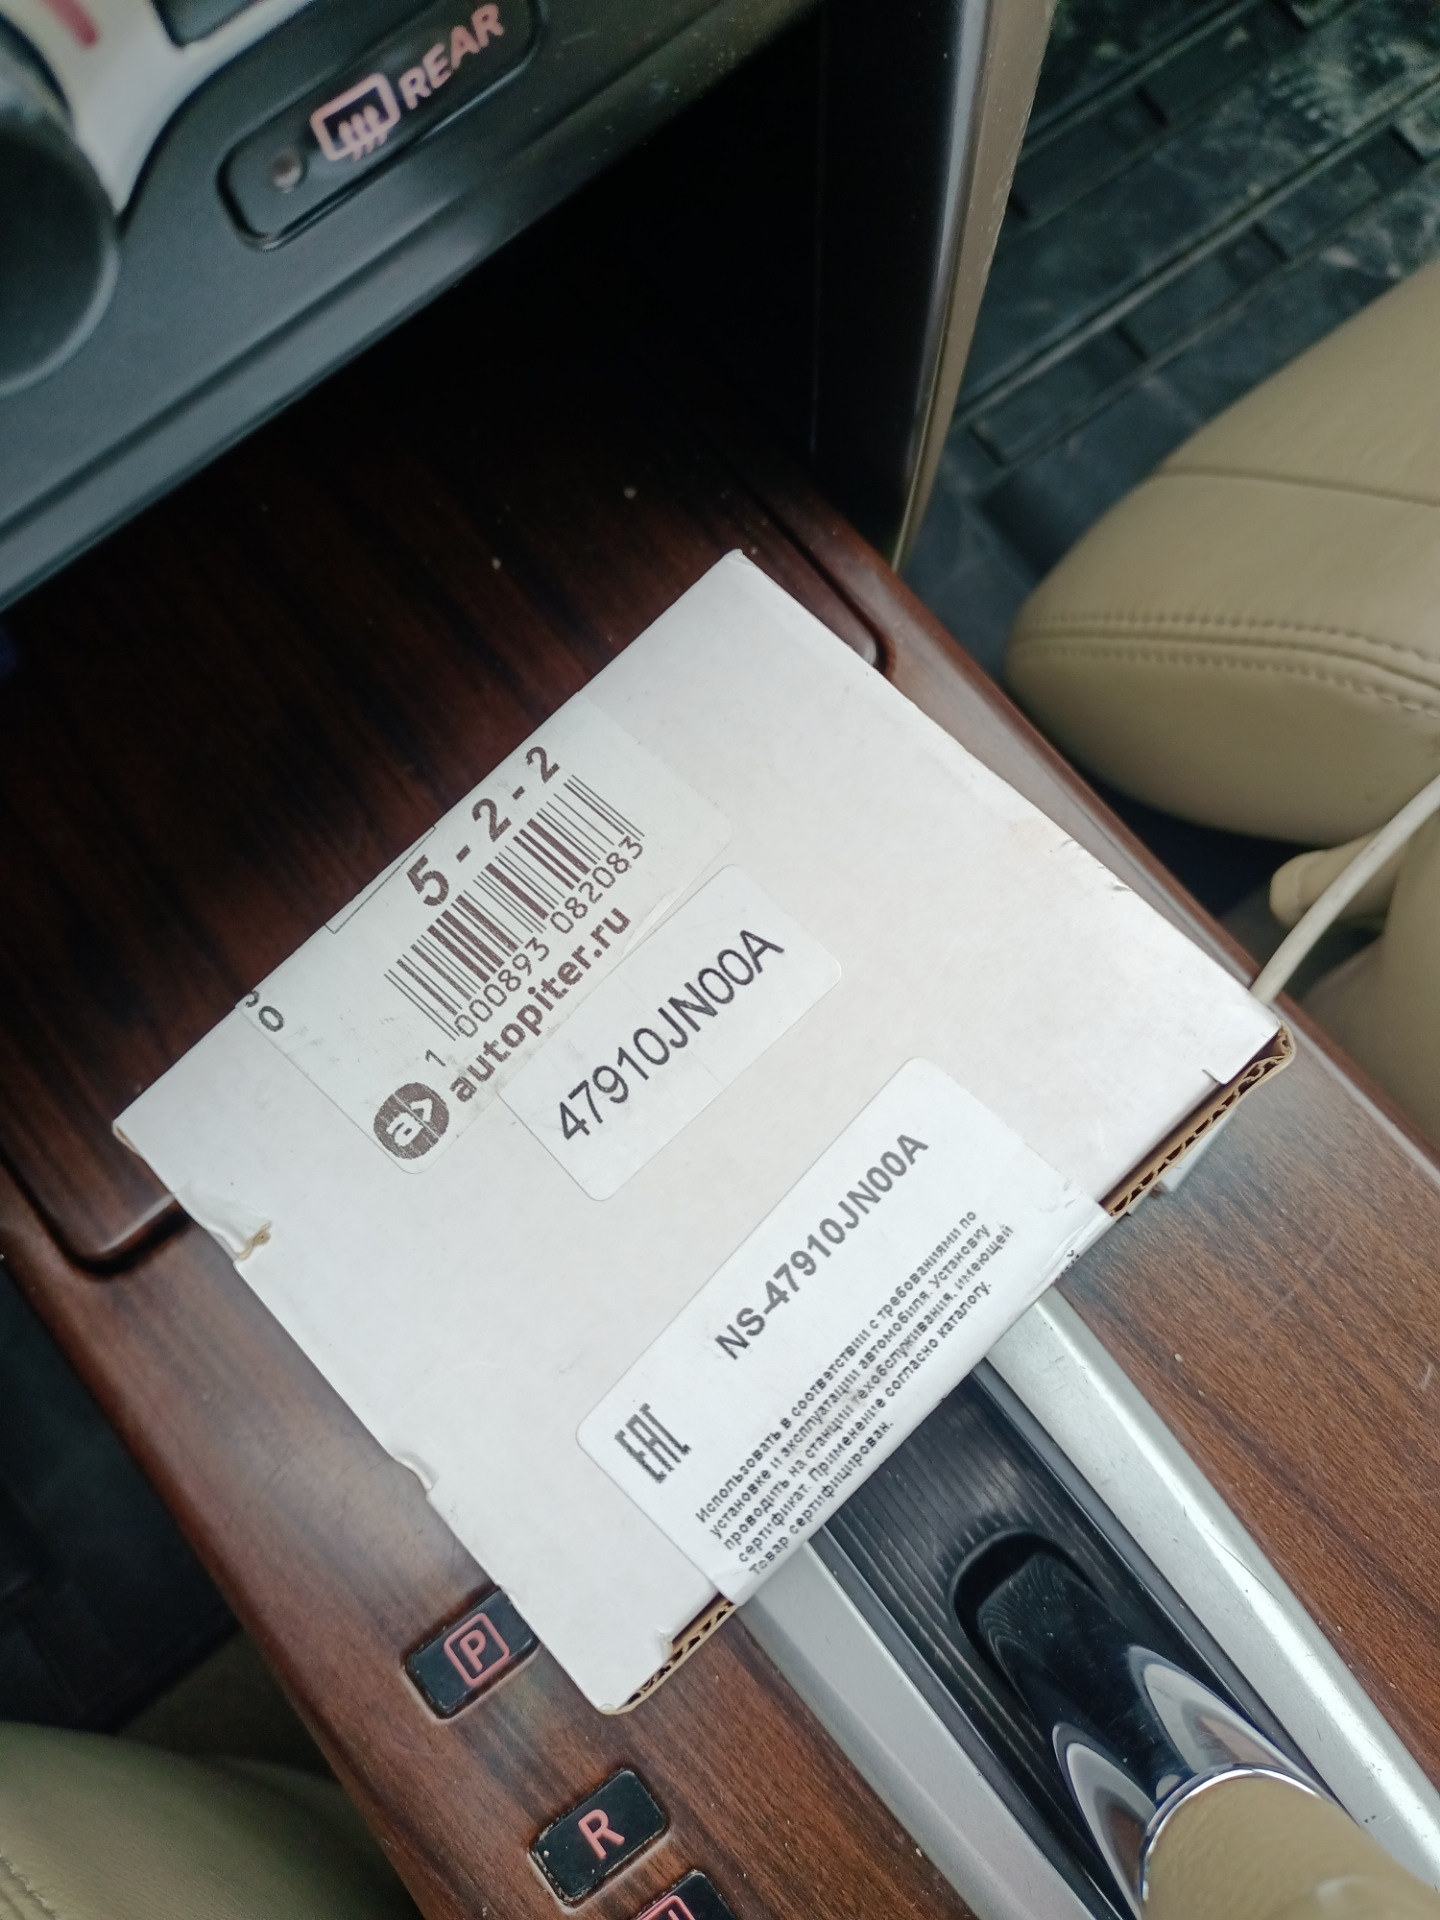 REAR
5 - 2 - 2
1 000893 082083
a>
autopiter.ru
0
47910JN00A
NS-47910JN00A
EAC
Использовать в соответствии с требованиями по
установке и эксплуатации автомобиля. Установку
проводить на станции техобслуживания, имеющей
сертификат. Применение согласно каталогу.
Товар сертифицирован.
P
R